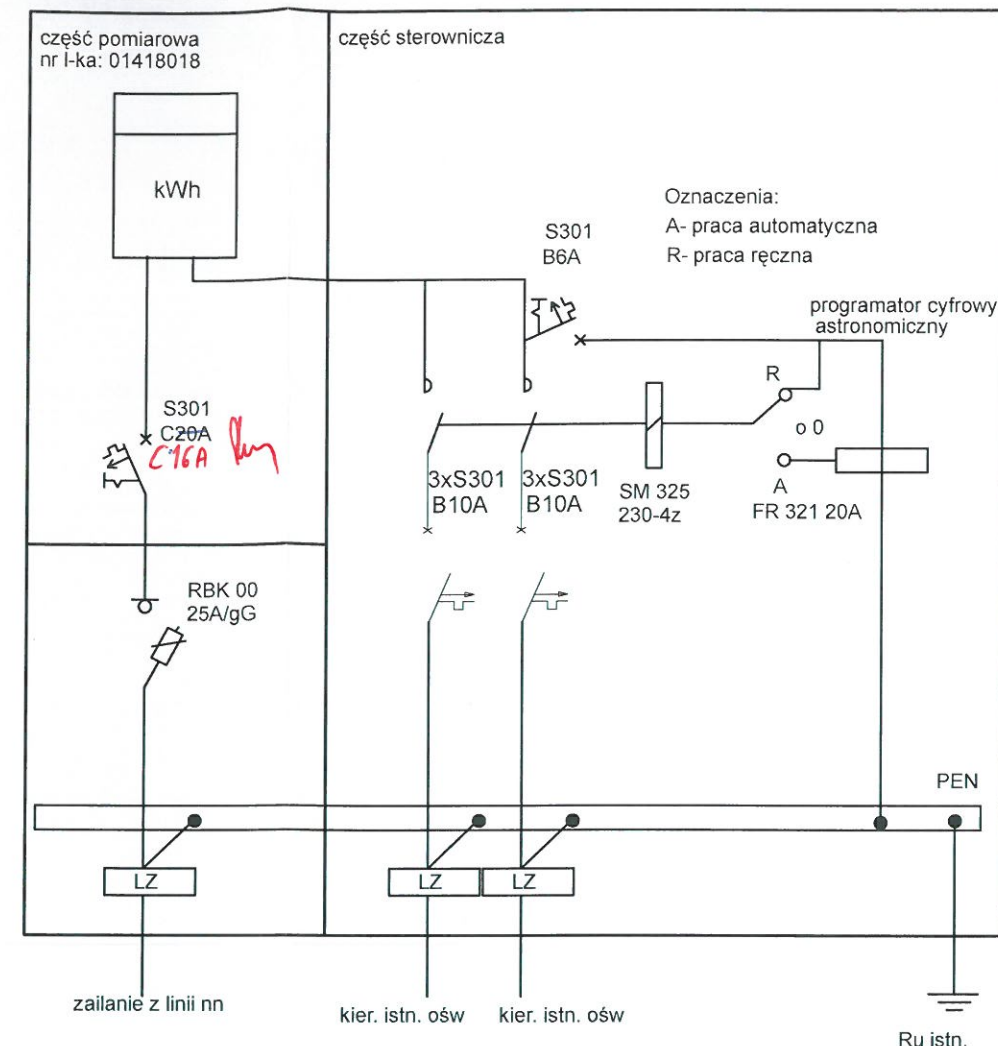 część pomiarowa
nr l-ka: 01418018
część sterownicza
kWh
Oznaczenia:
A- praca automatyczna
R- praca ręczna
S301
B6A
programator cyfrowy
astronomiczny
S301
C20A
C16A
R
o 0
A
FR 321 20A
3xS301
B10A
3xS301
B10A
SM 325
230-4z
RBK 00
25A/gG
PEN
LZ
LZ
LZ
zailanie z linii nn
kier. istn. ośw
kier. istn. ośw
Ru istn.